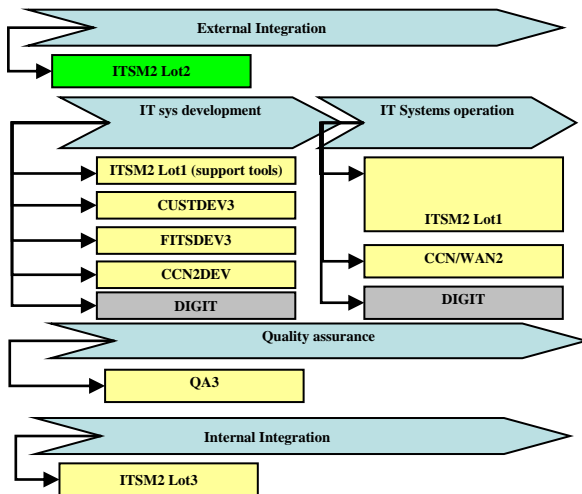 External Integration
ITSM2 Lot2
IT sys development
ITSM2 Lot1 (support tools)
CUSTDEV3
FITSDEV3
CCN2DEV
DIGIT
IT Systems operation
ITSM2 Lot1
CCN/WAN2
DIGIT
Quality assurance
QA3
Internal Integration
ITSM2 Lot3